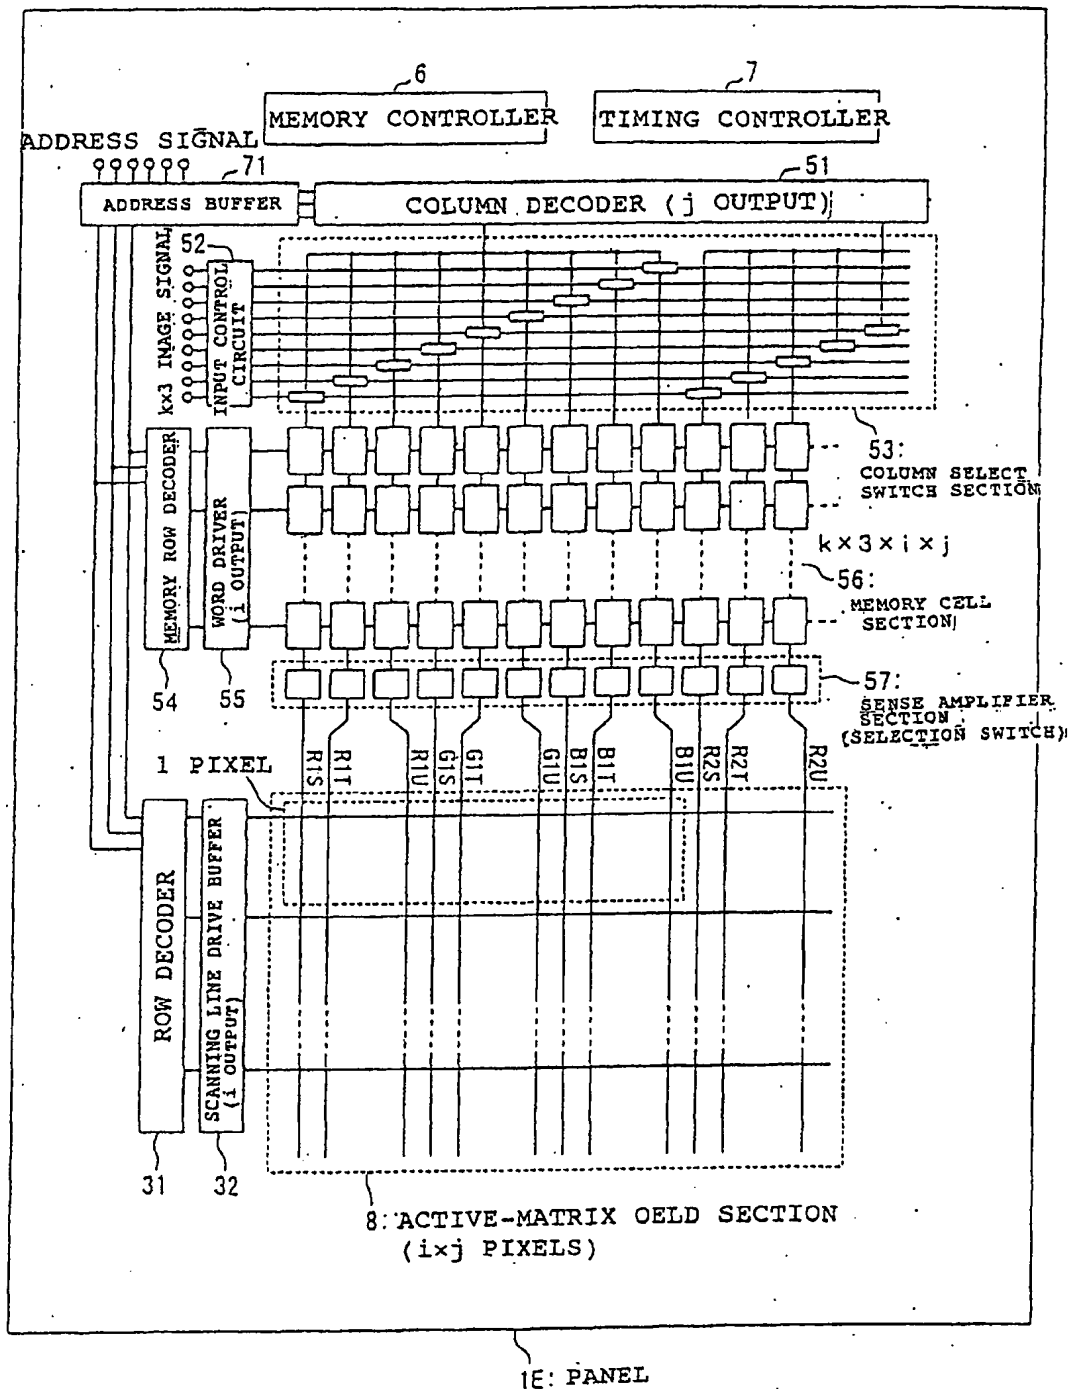 6
7
MEMORY CONTROLLER
TIMING CONTROLLER
ADDRESS SIGNAL
71
51
ADDRESS BUFFER
COLUMN DECODER (j OUTPUT)
k×3 IMAGE SIGNAL
52
INPUT CONTROL
CIRCUIT
53:
COLUMN SELECT
SWITCH SECTION
MEMORY ROW DECODER
WORD DRIVER
(i OUTPUT)
k×3×i×j
56:
MEMORY CELL
SECTION
54
55
57:
SENSE AMPLIFIER
SECTION
(SELECTION SWITCH)
R1S
R1T
R1U
G1S
G1T
G1U
B1S
B1T
B1U
R2S
R2T
R2U
1 PIXEL
ROW DECODER
SCANNING LINE DRIVE BUFFER
(i OUTPUT)
31
32
8: ACTIVE-MATRIX OELD SECTION
(i×j PIXELS)
1E: PANEL